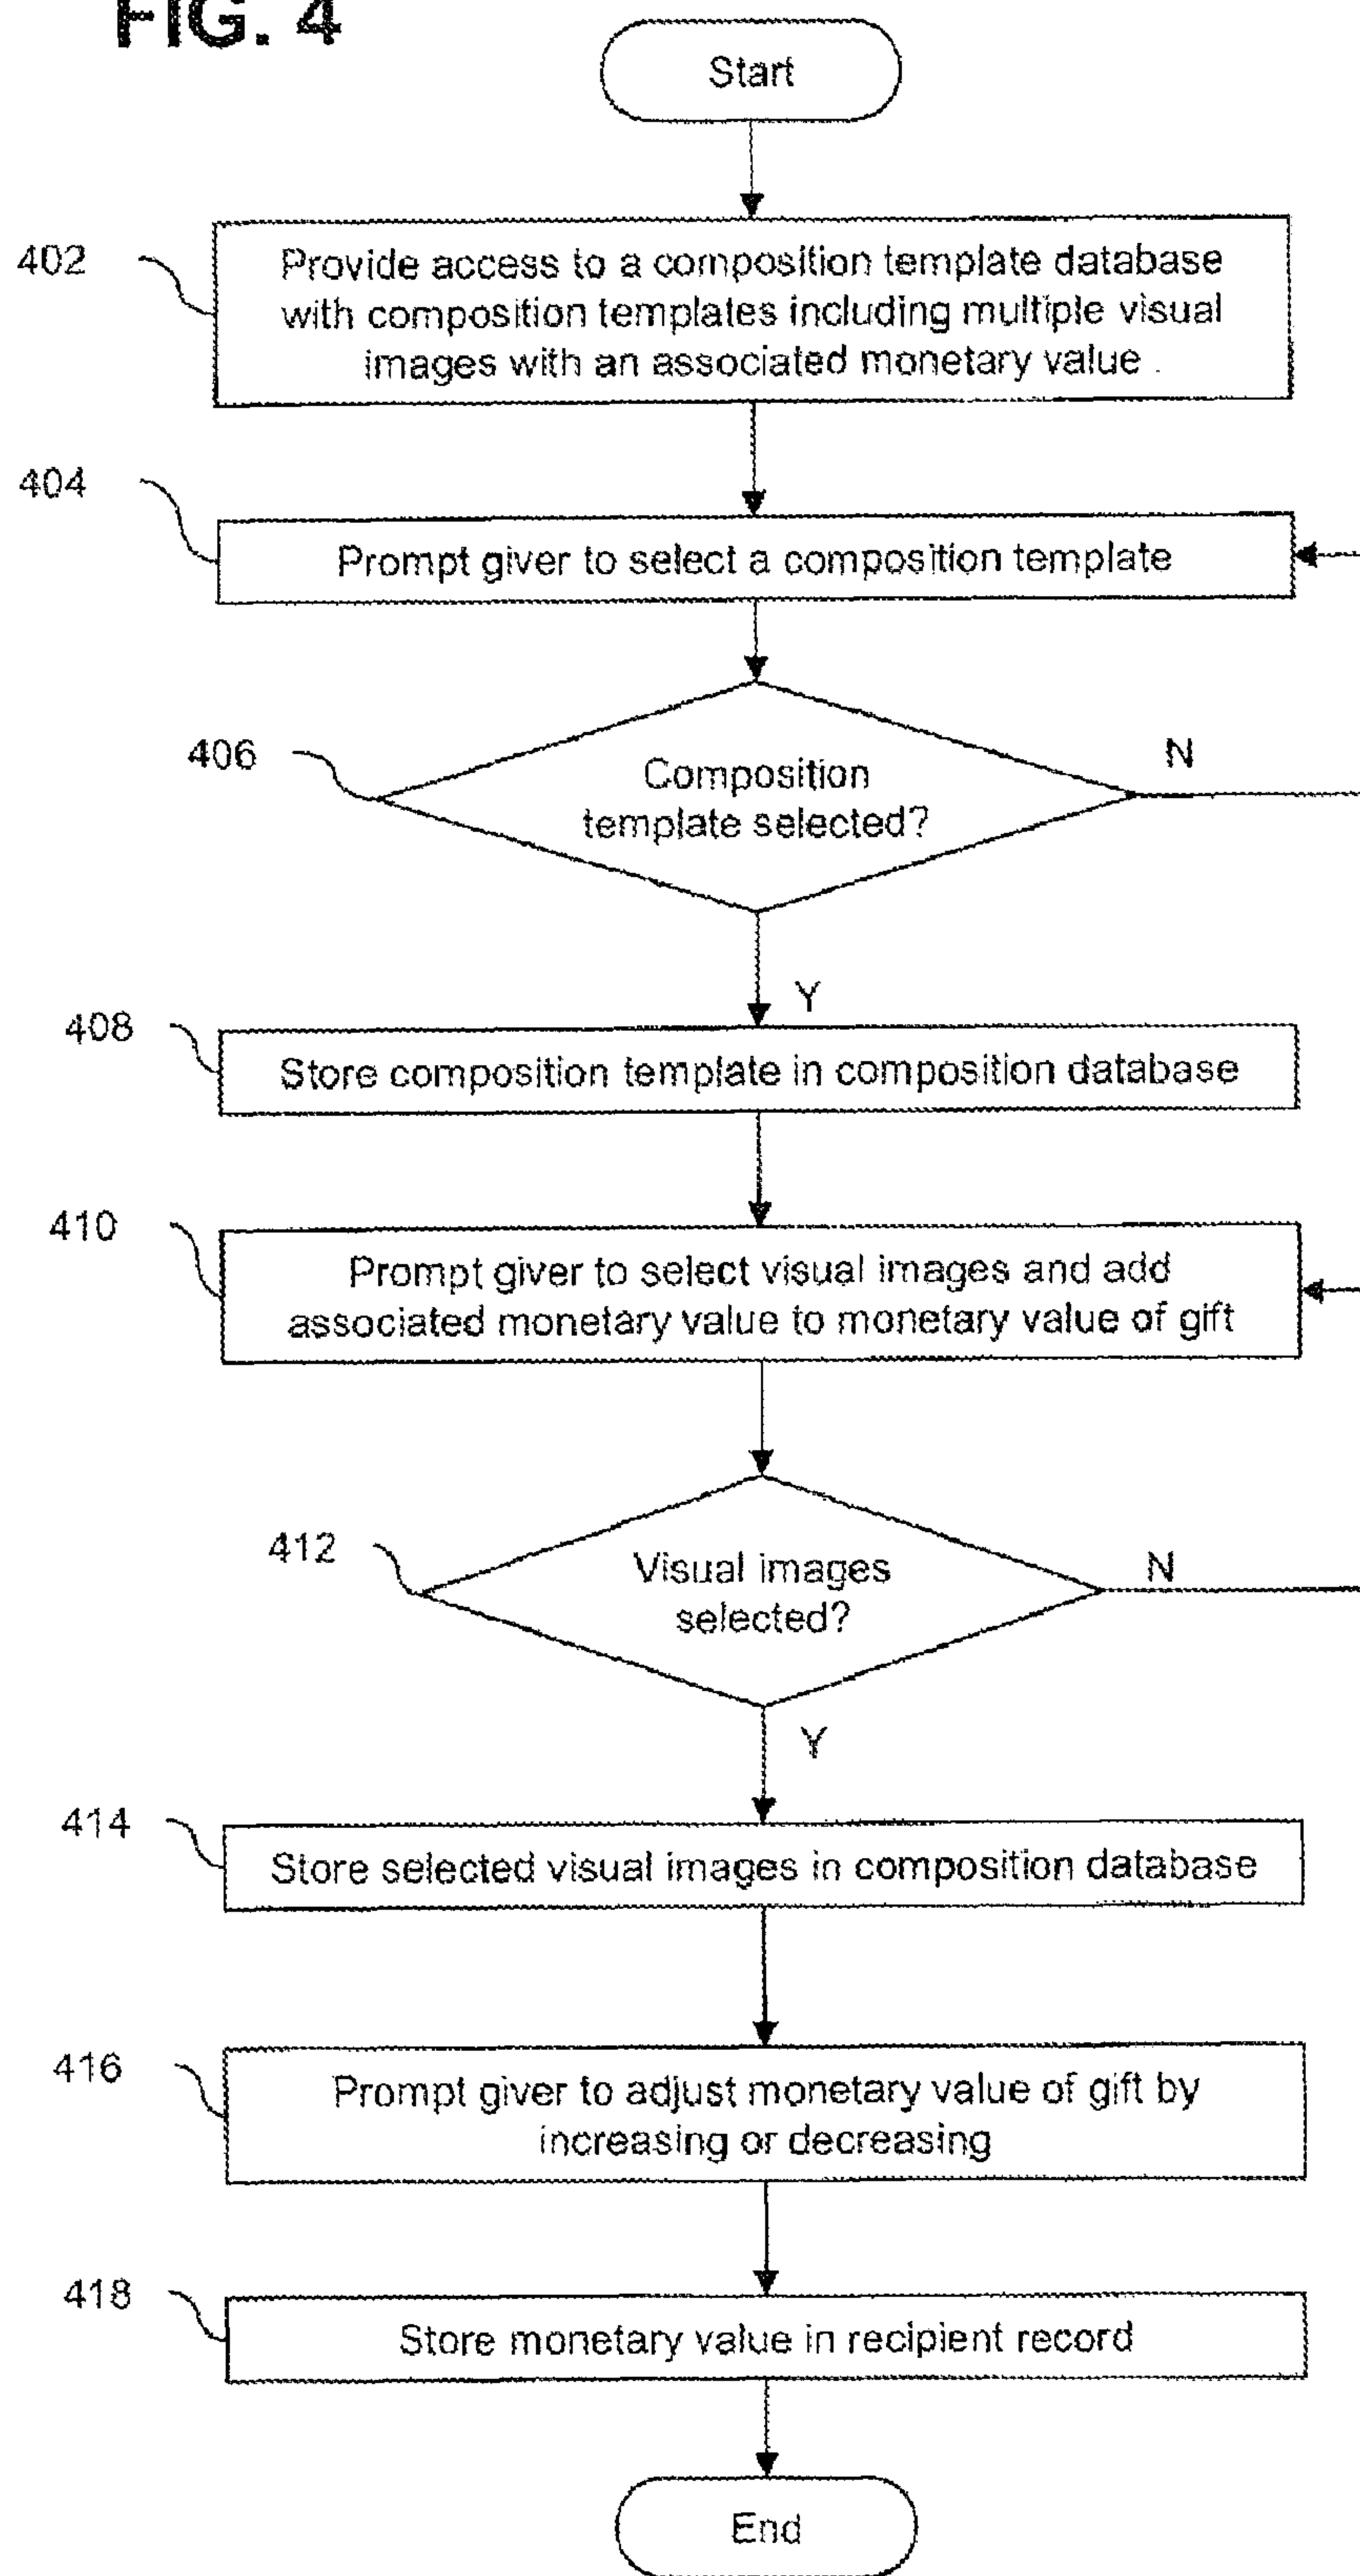 FIG. 4
Start
402
Provide access to a composition template database
with composition templates including multiple visual
images with an associated monetary value .
404
Prompt giver to select a composition template
406
Composition
template selected?
N
Y
408
Store composition template in composition database
410
Prompt giver to select visual images and add
associated monetary value to monetary value of gift
412
Visual images
selected?
N
Y
414
Store selected visual images in composition database
416
Prompt giver to adjust monetary value of gift by
increasing or decreasing
418
Store monetary value in recipient record
End